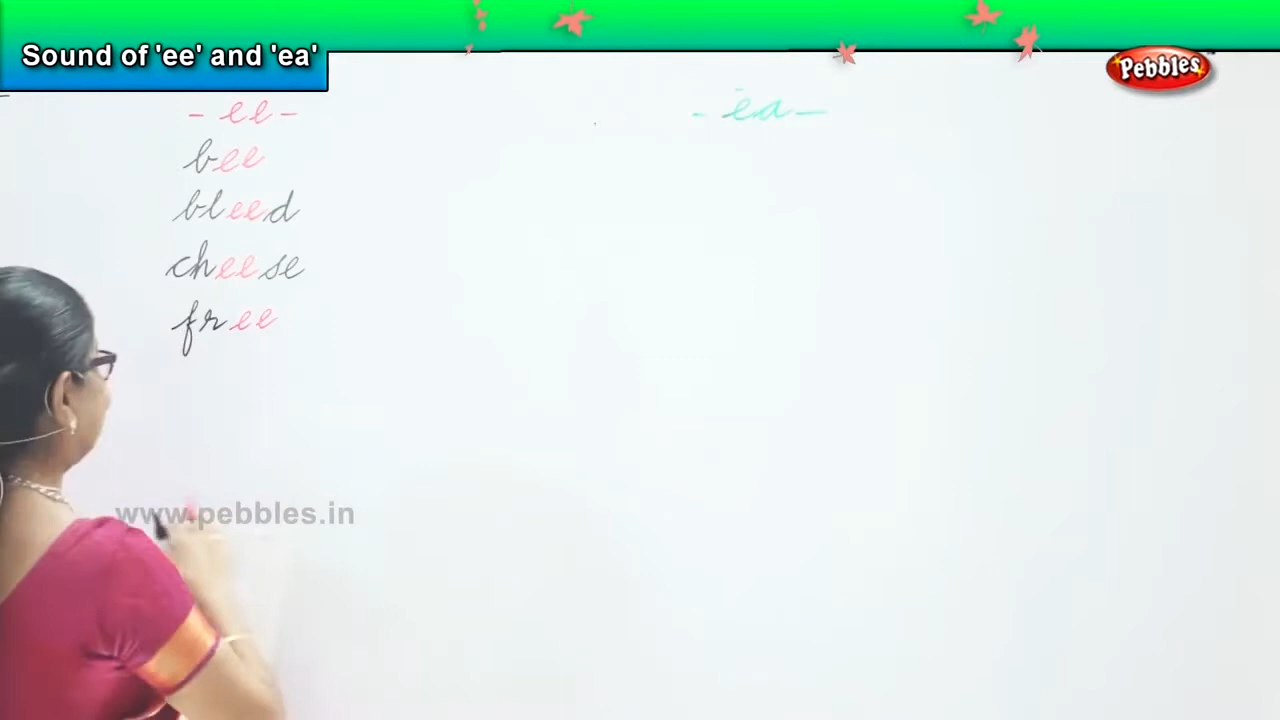 Sound of 'ee' and 'ea'
Pebbles
- ee -
- ea -
bee
bleed
cheese
free
www.pebbles.in